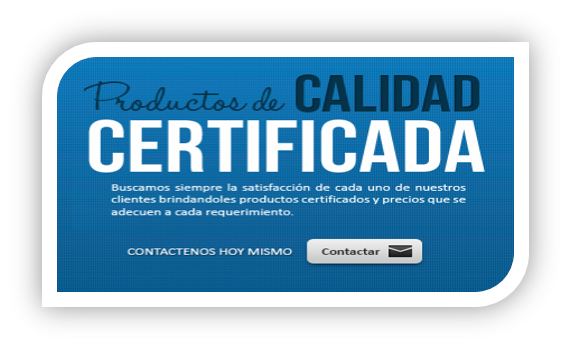 Productos de CALIDAD
CERTIFICADA
Buscamos siempre la satisfacción de cada uno de nuestros
clientes brindandoles productos certificados y precios que se
adecuen a cada requerimiento.
CONTACTENOS HOY MISMO Contactar